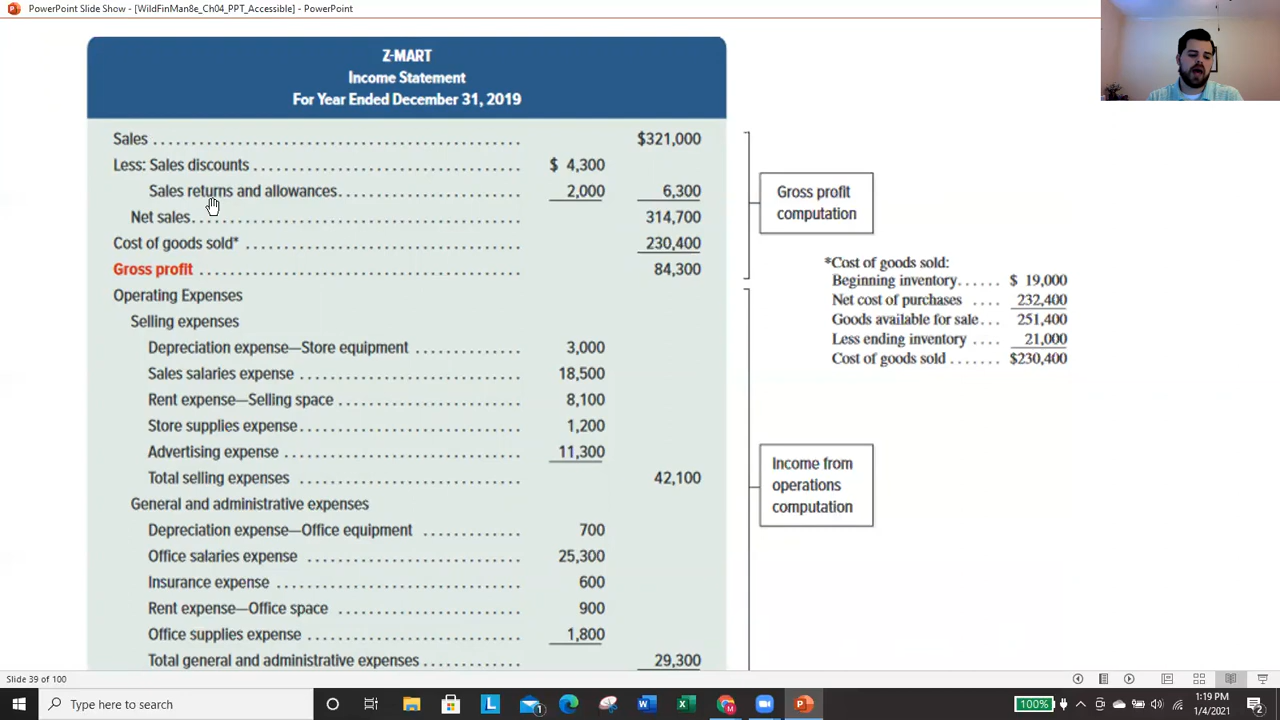 PowerPoint Slide Show - [WildFinMan8e_Ch04_PPT_Accessible] - PowerPoint
Z-MART
Income Statement
For Year Ended December 31, 2019
Sales $321,000
Less: Sales discounts $ 4,300
Sales returns and allowances 2,000 6,300
Net sales 314,700
Cost of goods sold* 230,400
Gross profit 84,300
Operating Expenses
Selling expenses
Depreciation expense—Store equipment 3,000
Sales salaries expense 18,500
Rent expense—Selling space 8,100
Store supplies expense 1,200
Advertising expense 11,300
Total selling expenses 42,100
General and administrative expenses
Depreciation expense—Office equipment 700
Office salaries expense 25,300
Insurance expense 600
Rent expense—Office space 900
Office supplies expense 1,800
Total general and administrative expenses 29,300
Gross profit
computation
*Cost of goods sold:
Beginning inventory $ 19,000
Net cost of purchases 232,400
Goods available for sale 251,400
Less ending inventory 21,000
Cost of goods sold $230,400
Income from
operations
computation
Slide 39 of 100
Type here to search
100%
1:19 PM
1/4/2021
2